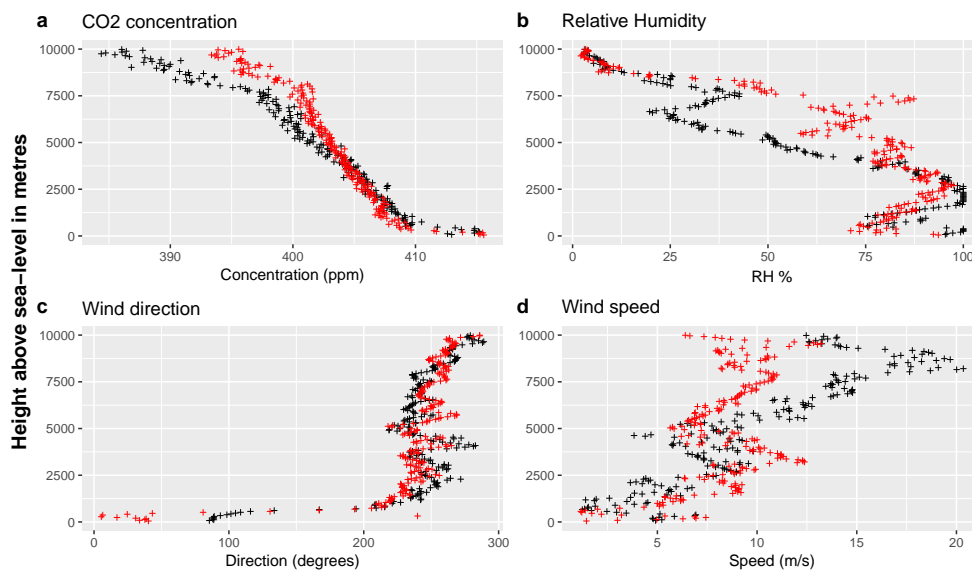 a CO2 concentration
b Relative Humidity
10000
7500
5000
2500
0
390 400 410
Concentration (ppm)
10000
7500
5000
2500
0
0 25 50 75 100
RH %
Height above sea−level in metres
c Wind direction
d Wind speed
10000
7500
5000
2500
0
0 100 200 300
Direction (degrees)
10000
7500
5000
2500
0
5 10 15 20
Speed (m/s)